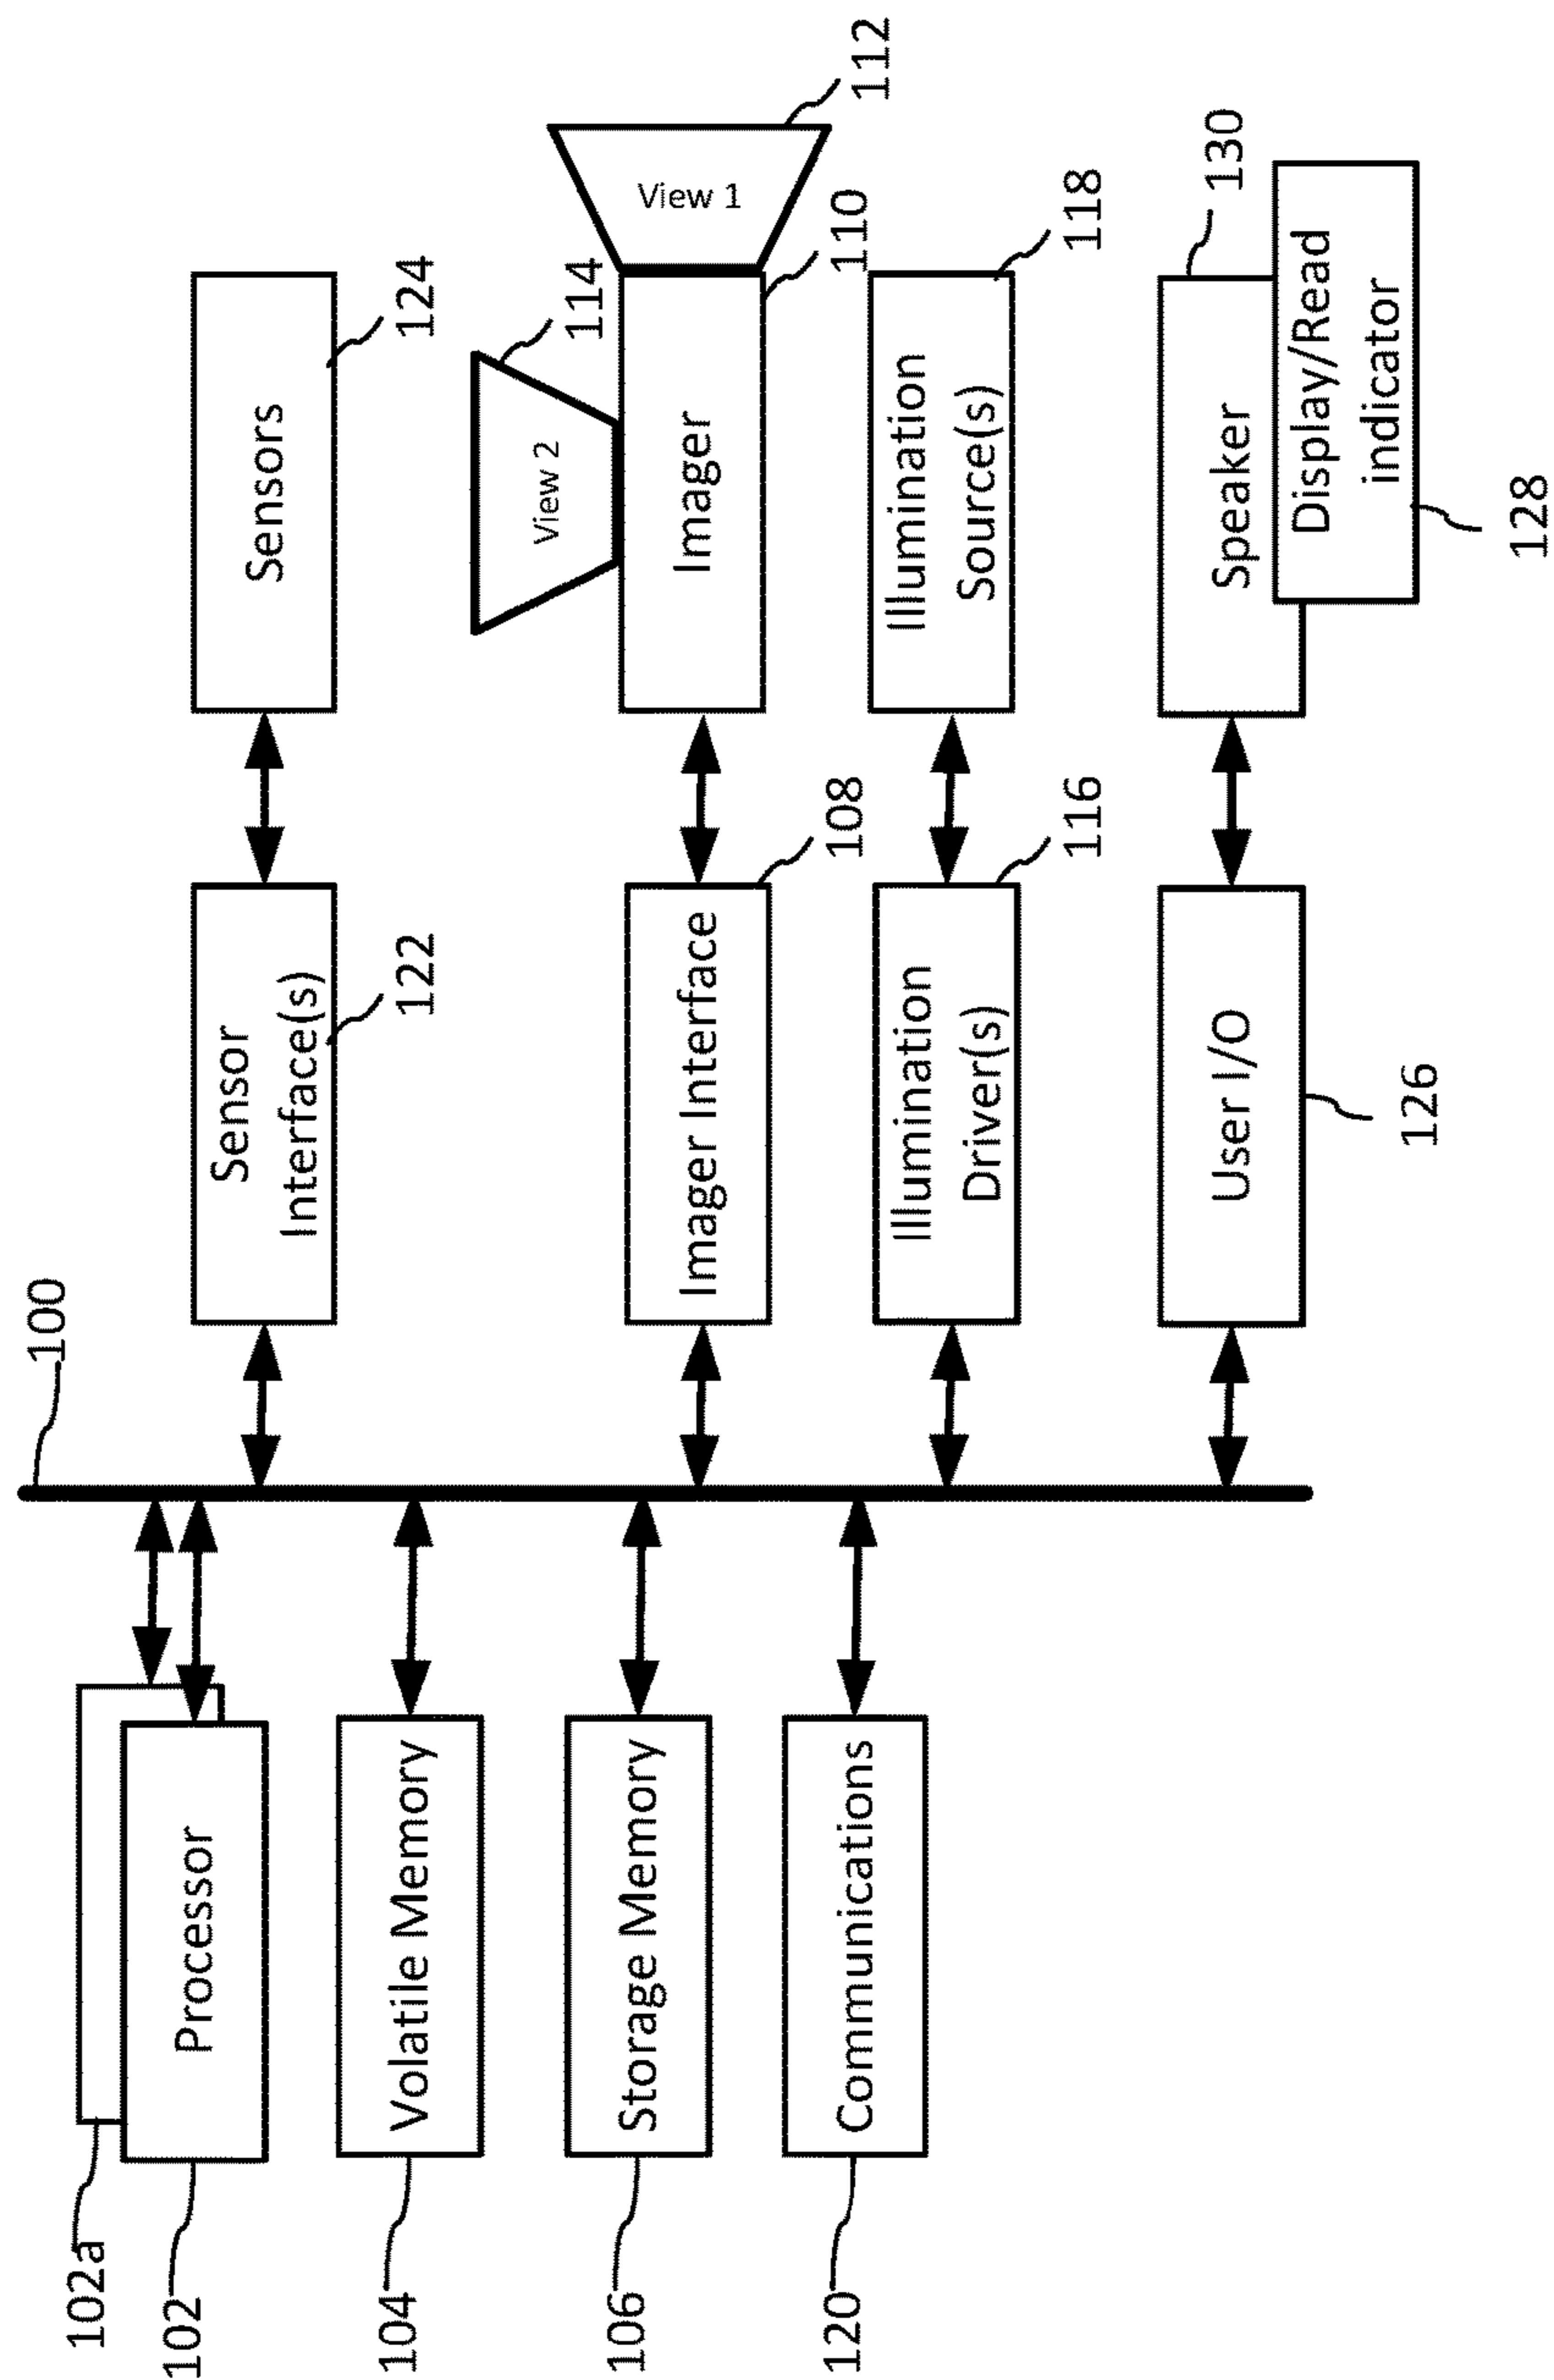 100
102a
102
Processor
104
Volatile Memory
106
Storage Memory
120
Communications
Sensor
Interface(s)
122
Sensors
124
Imager Interface
108
Imager
110
View 1
112
View 2
114
Illumination
Driver(s)
116
Illumination
Source(s)
118
User I/O
126
Speaker
130
Display/Read
indicator
128